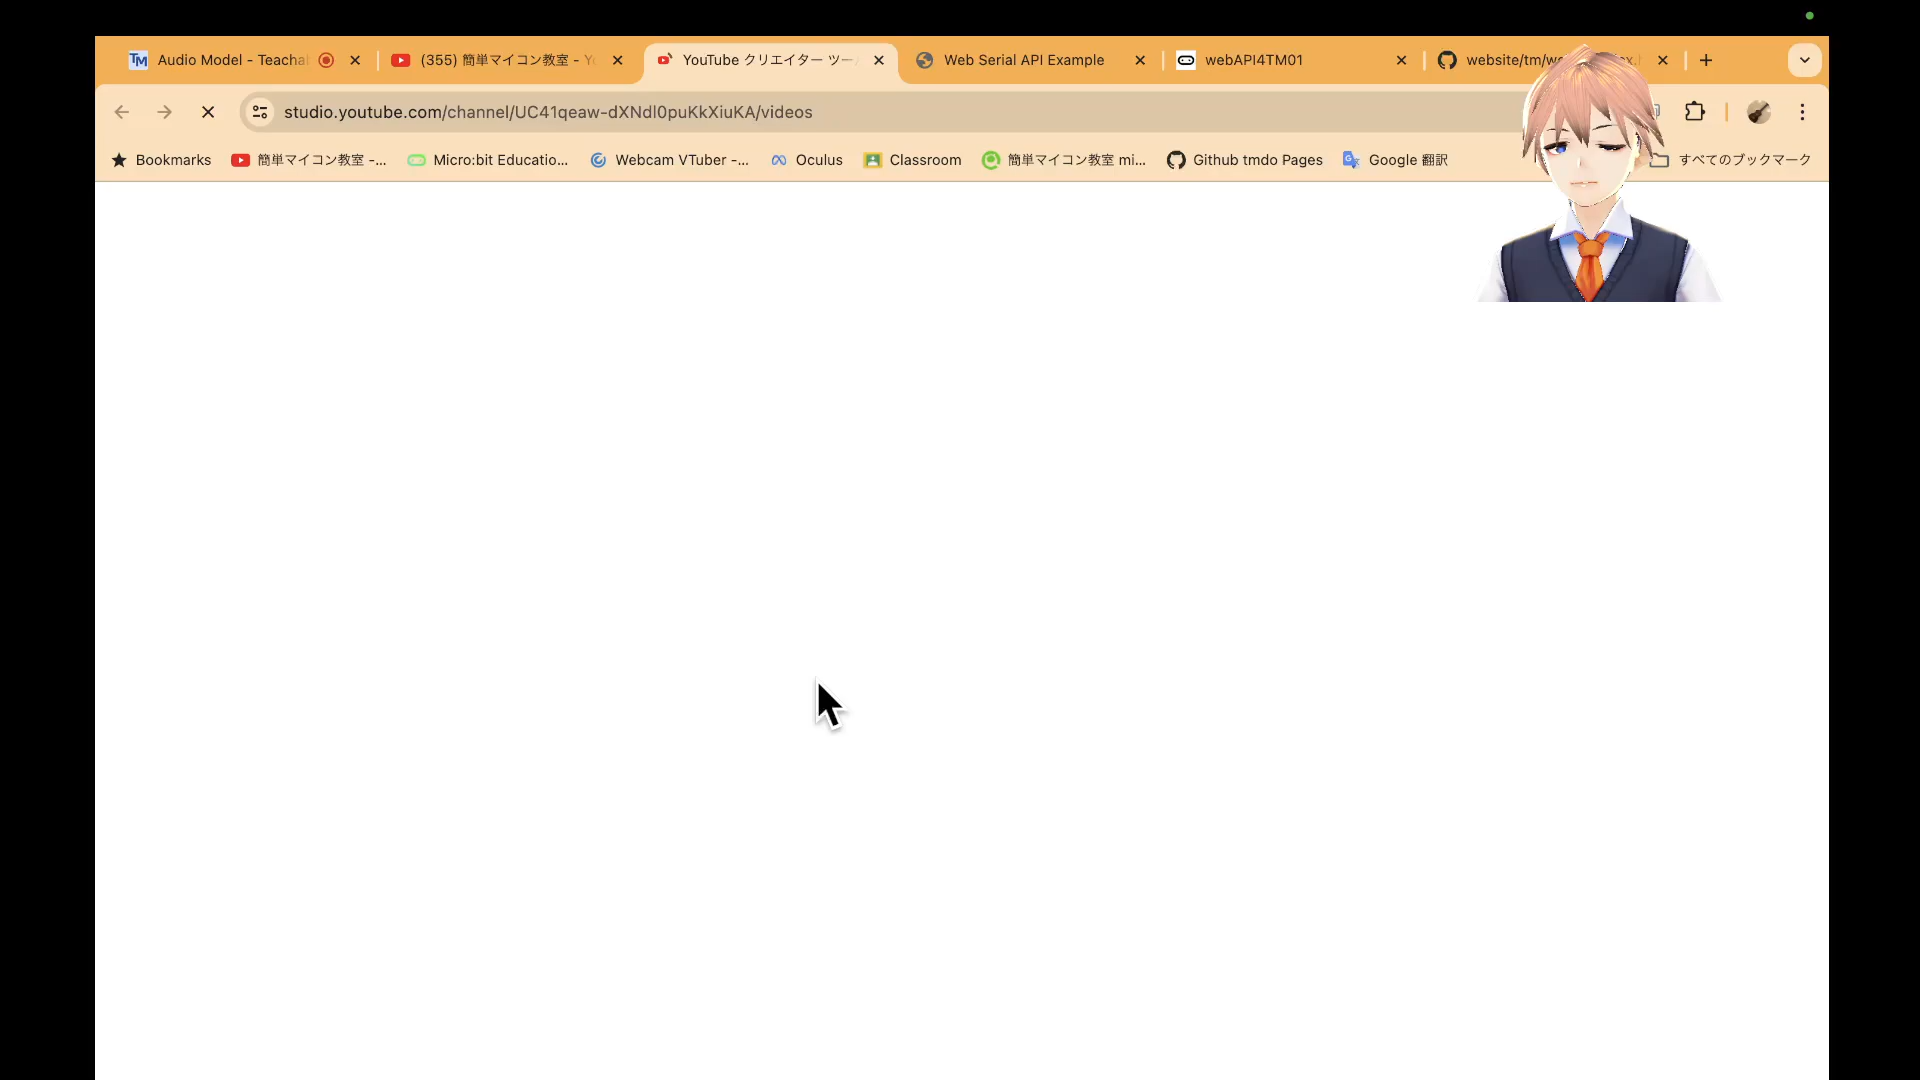 Audio Model - Teacha
(355) 簡単マイコン教室 - Y
YouTube クリエイター ツー
Web Serial API Example
webAPI4TM01
website/tm/we
studio.youtube.com/channel/UC41qeaw-dXNdl0puKkXiuKA/videos
Bookmarks
簡単マイコン教室 -...
Micro:bit Educatio...
Webcam VTuber -...
Oculus
Classroom
簡単マイコン教室 mi...
Github tmdo Pages
Google 翻訳
すべてのブックマーク